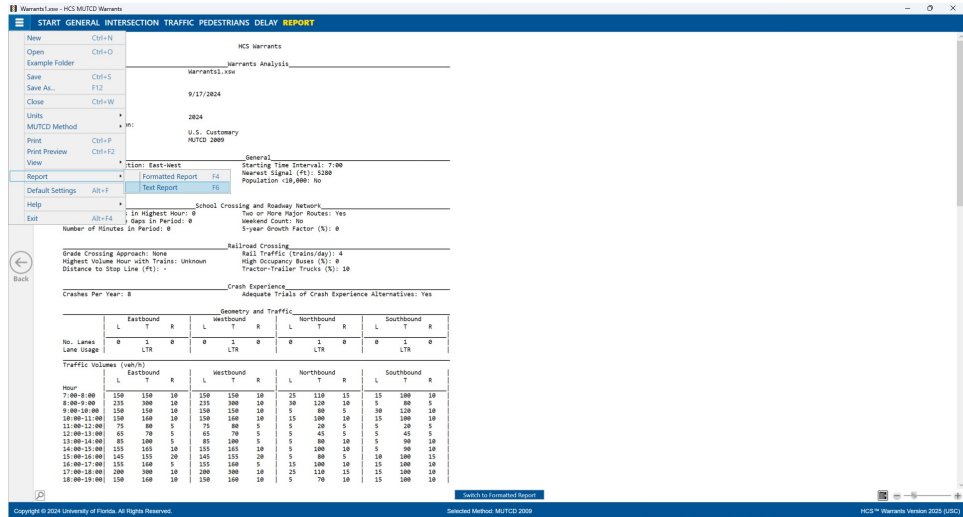 Warrants1.xsw - HCS MUTCD Warrants
START GENERAL INTERSECTION TRAFFIC PEDESTRIANS DELAY REPORT
New Ctrl+N
Open Ctrl+O
Example Folder
Save Ctrl+S
Save As... F12
Close Ctrl+W
Units
MUTCD Method
Print Ctrl+P
Print Preview Ctrl+F2
View
Report
Default Settings Alt+F
Help
Exit Alt+F4
Formatted Report F4
Text Report F6
Back
HCS Warrants
Warrants Analysis
Warrants1.xsw
9/17/2024
2024
on:
U.S. Customary
MUTCD 2009
General
ction: East-West Starting Time Interval: 7:00
Nearest Signal (ft): 5280
Population <10,000: No
School Crossing and Roadway Network
in Highest Hour: 0 Two or More Major Routes: Yes
Gaps in Period: 0 Weekend Count: No
Number of Minutes in Period: 0 5-year Growth Factor (%): 0
Railroad Crossing
Grade Crossing Approach: None Rail Traffic (trains/day): 4
Highest Volume Hour with Trains: Unknown High Occupancy Buses (%): 0
Distance to Stop Line (ft): - Tractor-Trailer Trucks (%): 10
Crash Experience
Crashes Per Year: 8 Adequate Trials of Crash Experience Alternatives: Yes
Geometry and Traffic
| Eastbound | Westbound | Northbound | Southbound |
| L T R | L T R | L T R | L T R |
No. Lanes | 0 1 0 | 0 1 0 | 0 1 0 | 0 1 0 |
Lane Usage | LTR | LTR | LTR | LTR |
Traffic Volumes (veh/h)
| Eastbound | Westbound | Northbound | Southbound |
| L T R | L T R | L T R | L T R |
Hour
7:00-8:00 | 150 150 10 | 150 150 10 | 25 110 15 | 15 100 10 |
8:00-9:00 | 235 300 10 | 235 300 10 | 30 120 10 | 5 80 5 |
9:00-10:00 | 150 150 10 | 150 150 10 | 5 80 5 | 30 120 10 |
10:00-11:00| 150 160 10 | 150 160 10 | 15 100 10 | 15 100 10 |
11:00-12:00| 75 80 5 | 75 80 5 | 5 20 5 | 5 20 5 |
12:00-13:00| 65 70 5 | 65 70 5 | 5 45 5 | 5 45 5 |
13:00-14:00| 85 100 5 | 85 100 5 | 5 80 10 | 5 90 10 |
14:00-15:00| 155 165 10 | 155 165 10 | 5 100 10 | 5 90 10 |
15:00-16:00| 145 155 20 | 145 155 20 | 5 80 5 | 10 100 15 |
16:00-17:00| 155 160 5 | 155 160 5 | 15 100 10 | 15 100 10 |
17:00-18:00| 200 300 10 | 200 300 10 | 25 110 15 | 15 100 10 |
18:00-19:00| 150 160 10 | 150 160 10 | 5 70 10 | 15 100 10 |
Switch to Formatted Report
Copyright © 2024 University of Florida. All Rights Reserved.
Selected Method: MUTCD 2009
HCS™ Warrants Version 2025 (USC)